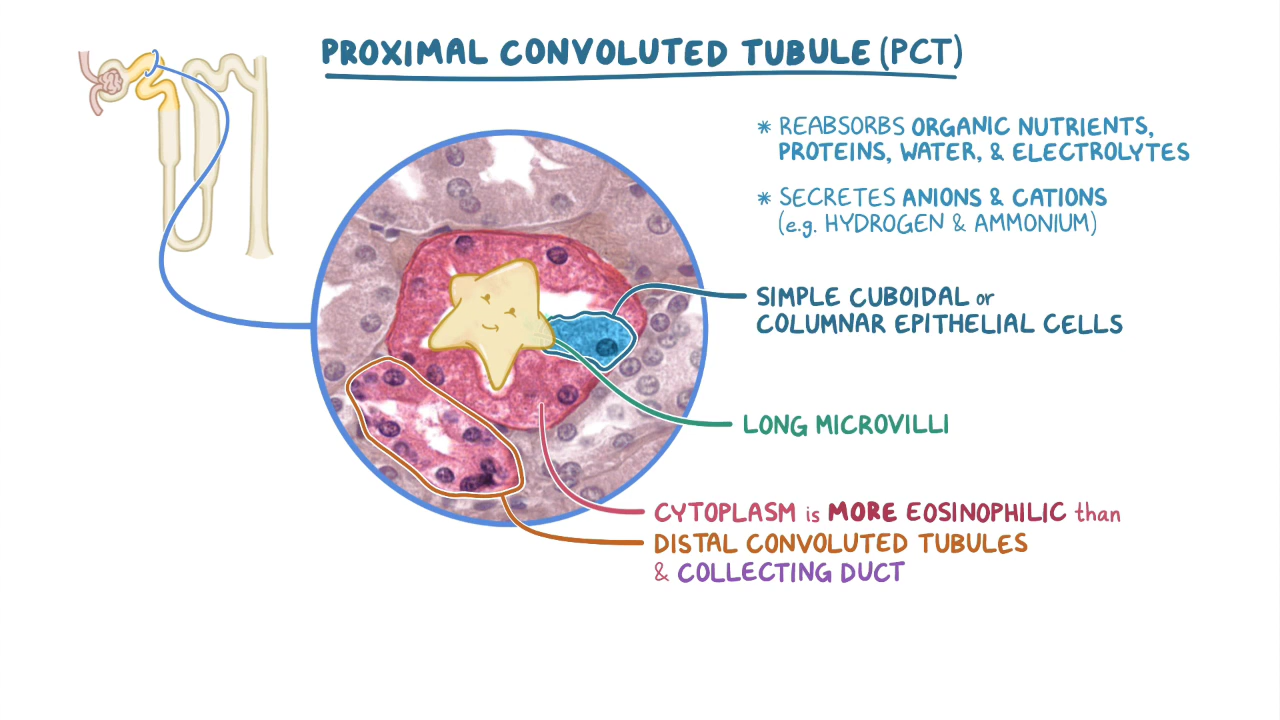 PROXIMAL CONVOLUTED TUBULE (PCT)
* REABSORBS ORGANIC NUTRIENTS,
PROTEINS, WATER, & ELECTROLYTES
* SECRETES ANIONS & CATIONS
(e.g. HYDROGEN & AMMONIUM)
SIMPLE CUBOIDAL or
COLUMNAR EPITHELIAL CELLS
LONG MICROVILLI
CYTOPLASM is MORE EOSINOPHILIC than
DISTAL CONVOLUTED TUBULES
& COLLECTING DUCT